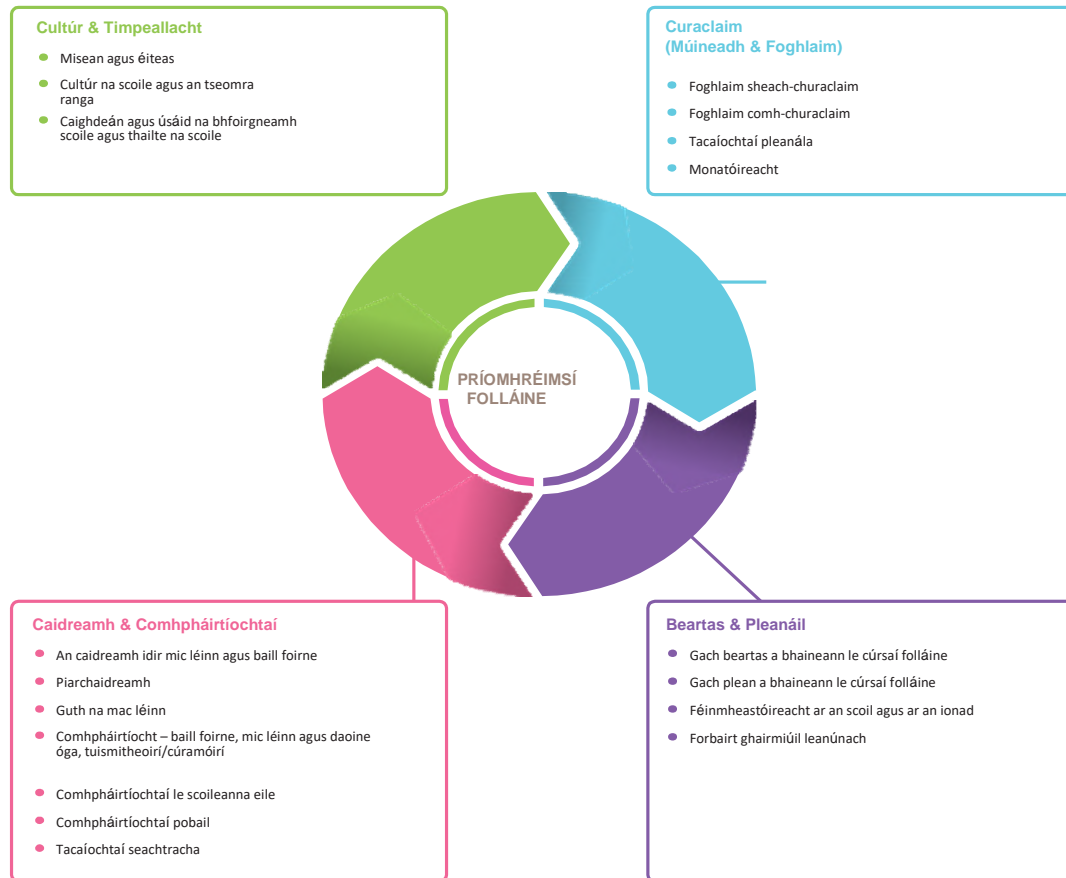 Cultúr & Timpeallacht
Misean agus éiteas
Cultúr na scoile agus an tseomra
ranga
Caighdeán agus úsáid na bhfoirgneamh
scoile agus thailte na scoile
Curaclaim
(Múineadh & Foghlaim)
Foghlaim sheach-churaclaim
Foghlaim comh-churaclaim
Tacaíochtaí pleanála
Monatóireacht
PRÍOMHRÉIMSÍ
FOLLÁINE
Caidreamh & Comhpháirtíochtaí
An caidreamh idir mic léinn agus baill foirne
Piarchaidreamh
Guth na mac léinn
Comhpháirtíocht – baill foirne, mic léinn agus daoine
óga, tuismitheoirí/cúramóirí
Comhpháirtíochtaí le scoileanna eile
Comhpháirtíochtaí pobail
Tacaíochtaí seachtracha
Beartas & Pleanáil
Gach beartas a bhaineann le cúrsaí folláine
Gach plean a bhaineann le cúrsaí folláine
Féinmheastóireacht ar an scoil agus ar an ionad
Forbairt ghairmiúil leanúnach